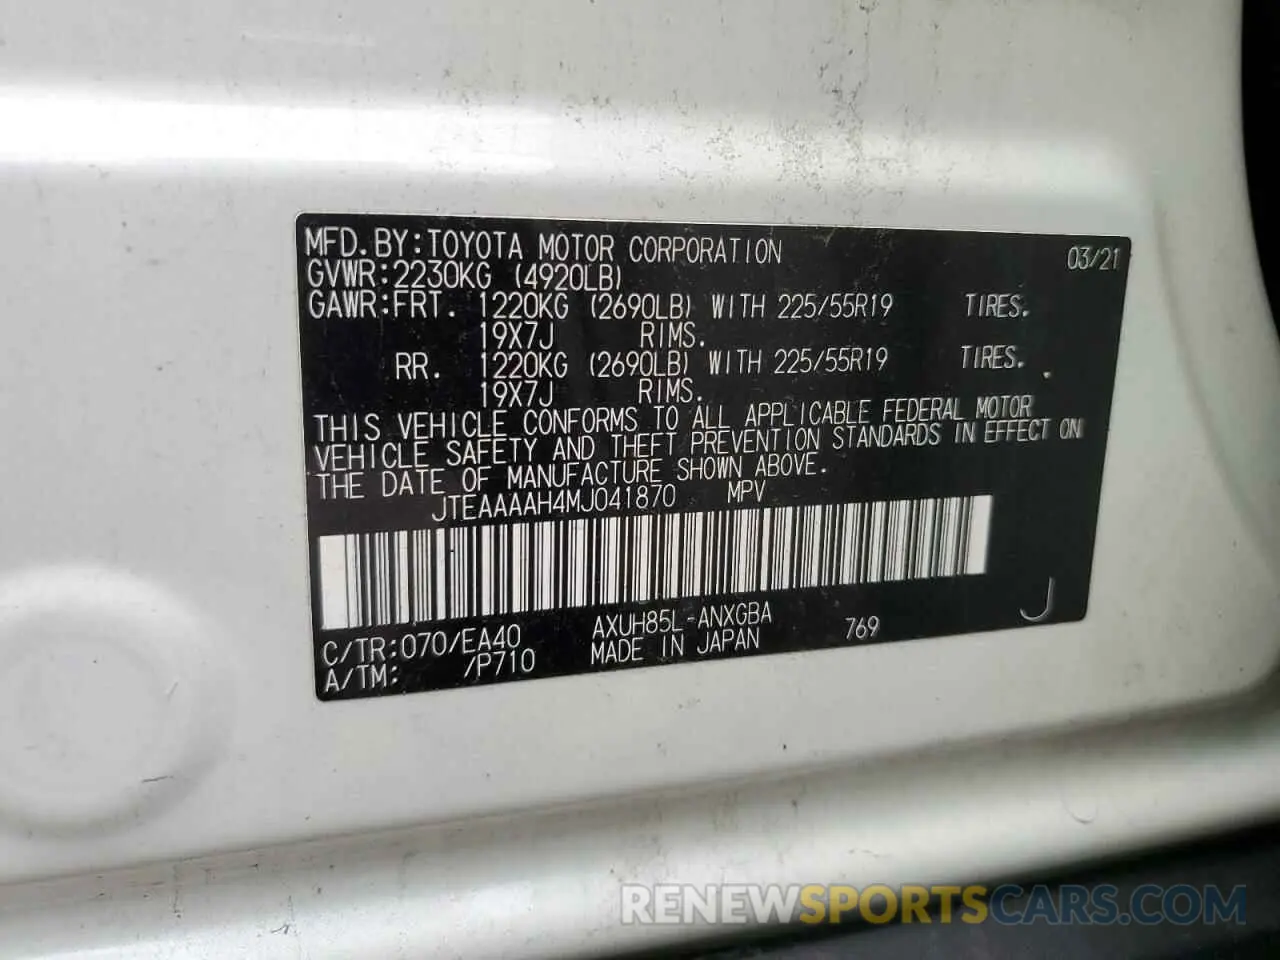 MFD. BY: TOYOTA MOTOR CORPORATION 03/21
GVWR: 2230KG (4920LB)
GAWR: FRT. 1220KG (2690LB) WITH 225/55R19 TIRES.
19X7J RIMS.
RR. 1220KG (2690LB) WITH 225/55R19 TIRES.
19X7J RIMS.
THIS VEHICLE CONFORMS TO ALL APPLICABLE FEDERAL MOTOR
VEHICLE SAFETY AND THEFT PREVENTION STANDARDS IN EFFECT ON
THE DATE OF MANUFACTURE SHOWN ABOVE.
JTEAAAAH4MJ041870 MPV
C/TR: 070/EA40 AXUH85L-ANXGBA 769 J
A/TM: /P710 MADE IN JAPAN
RENEWSPORTSCARS.COM